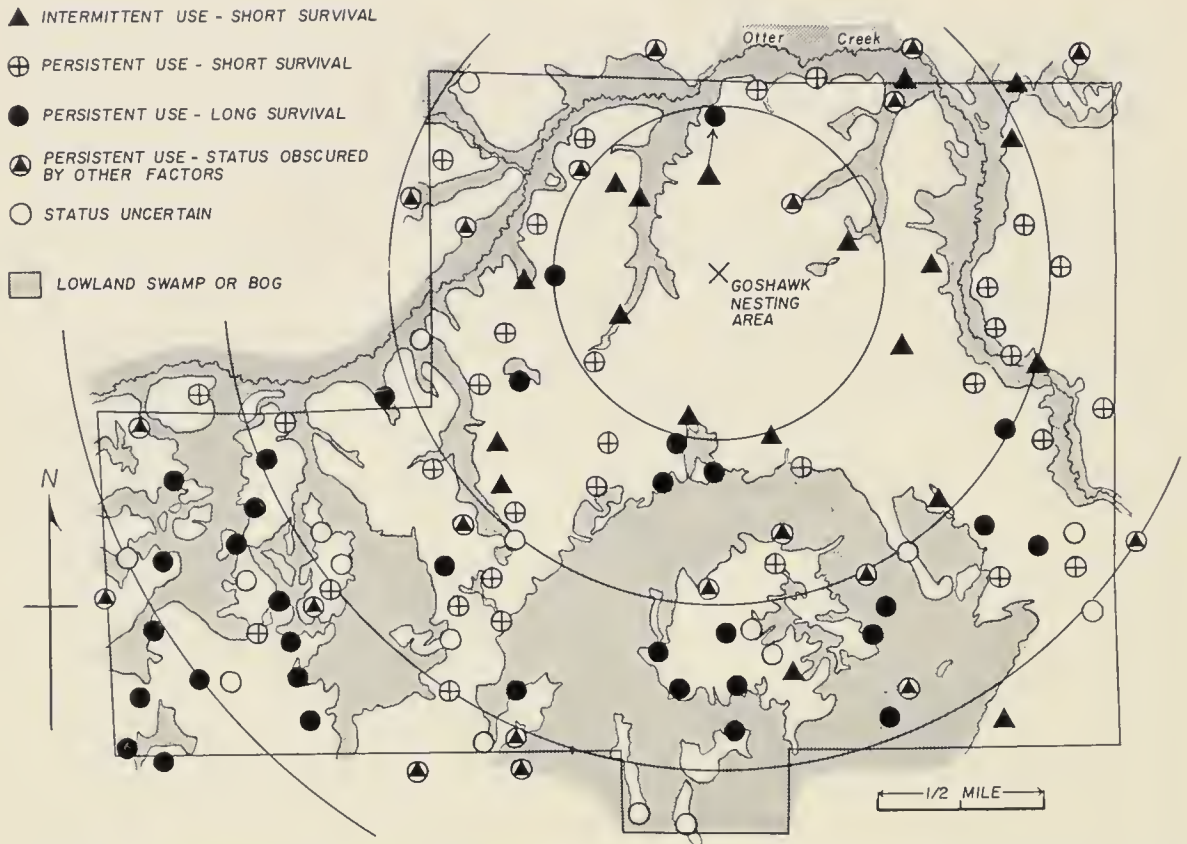 INTERMITTENT USE - SHORT SURVIVAL
PERSISTENT USE - SHORT SURVIVAL
PERSISTENT USE - LONG SURVIVAL
PERSISTENT USE - STATUS OBSCURED
BY OTHER FACTORS
STATUS UNCERTAIN
LOWLAND SWAMP OR BOG
Otter Creek
GOSHAWK
NESTING
AREA
N
1/2 MILE